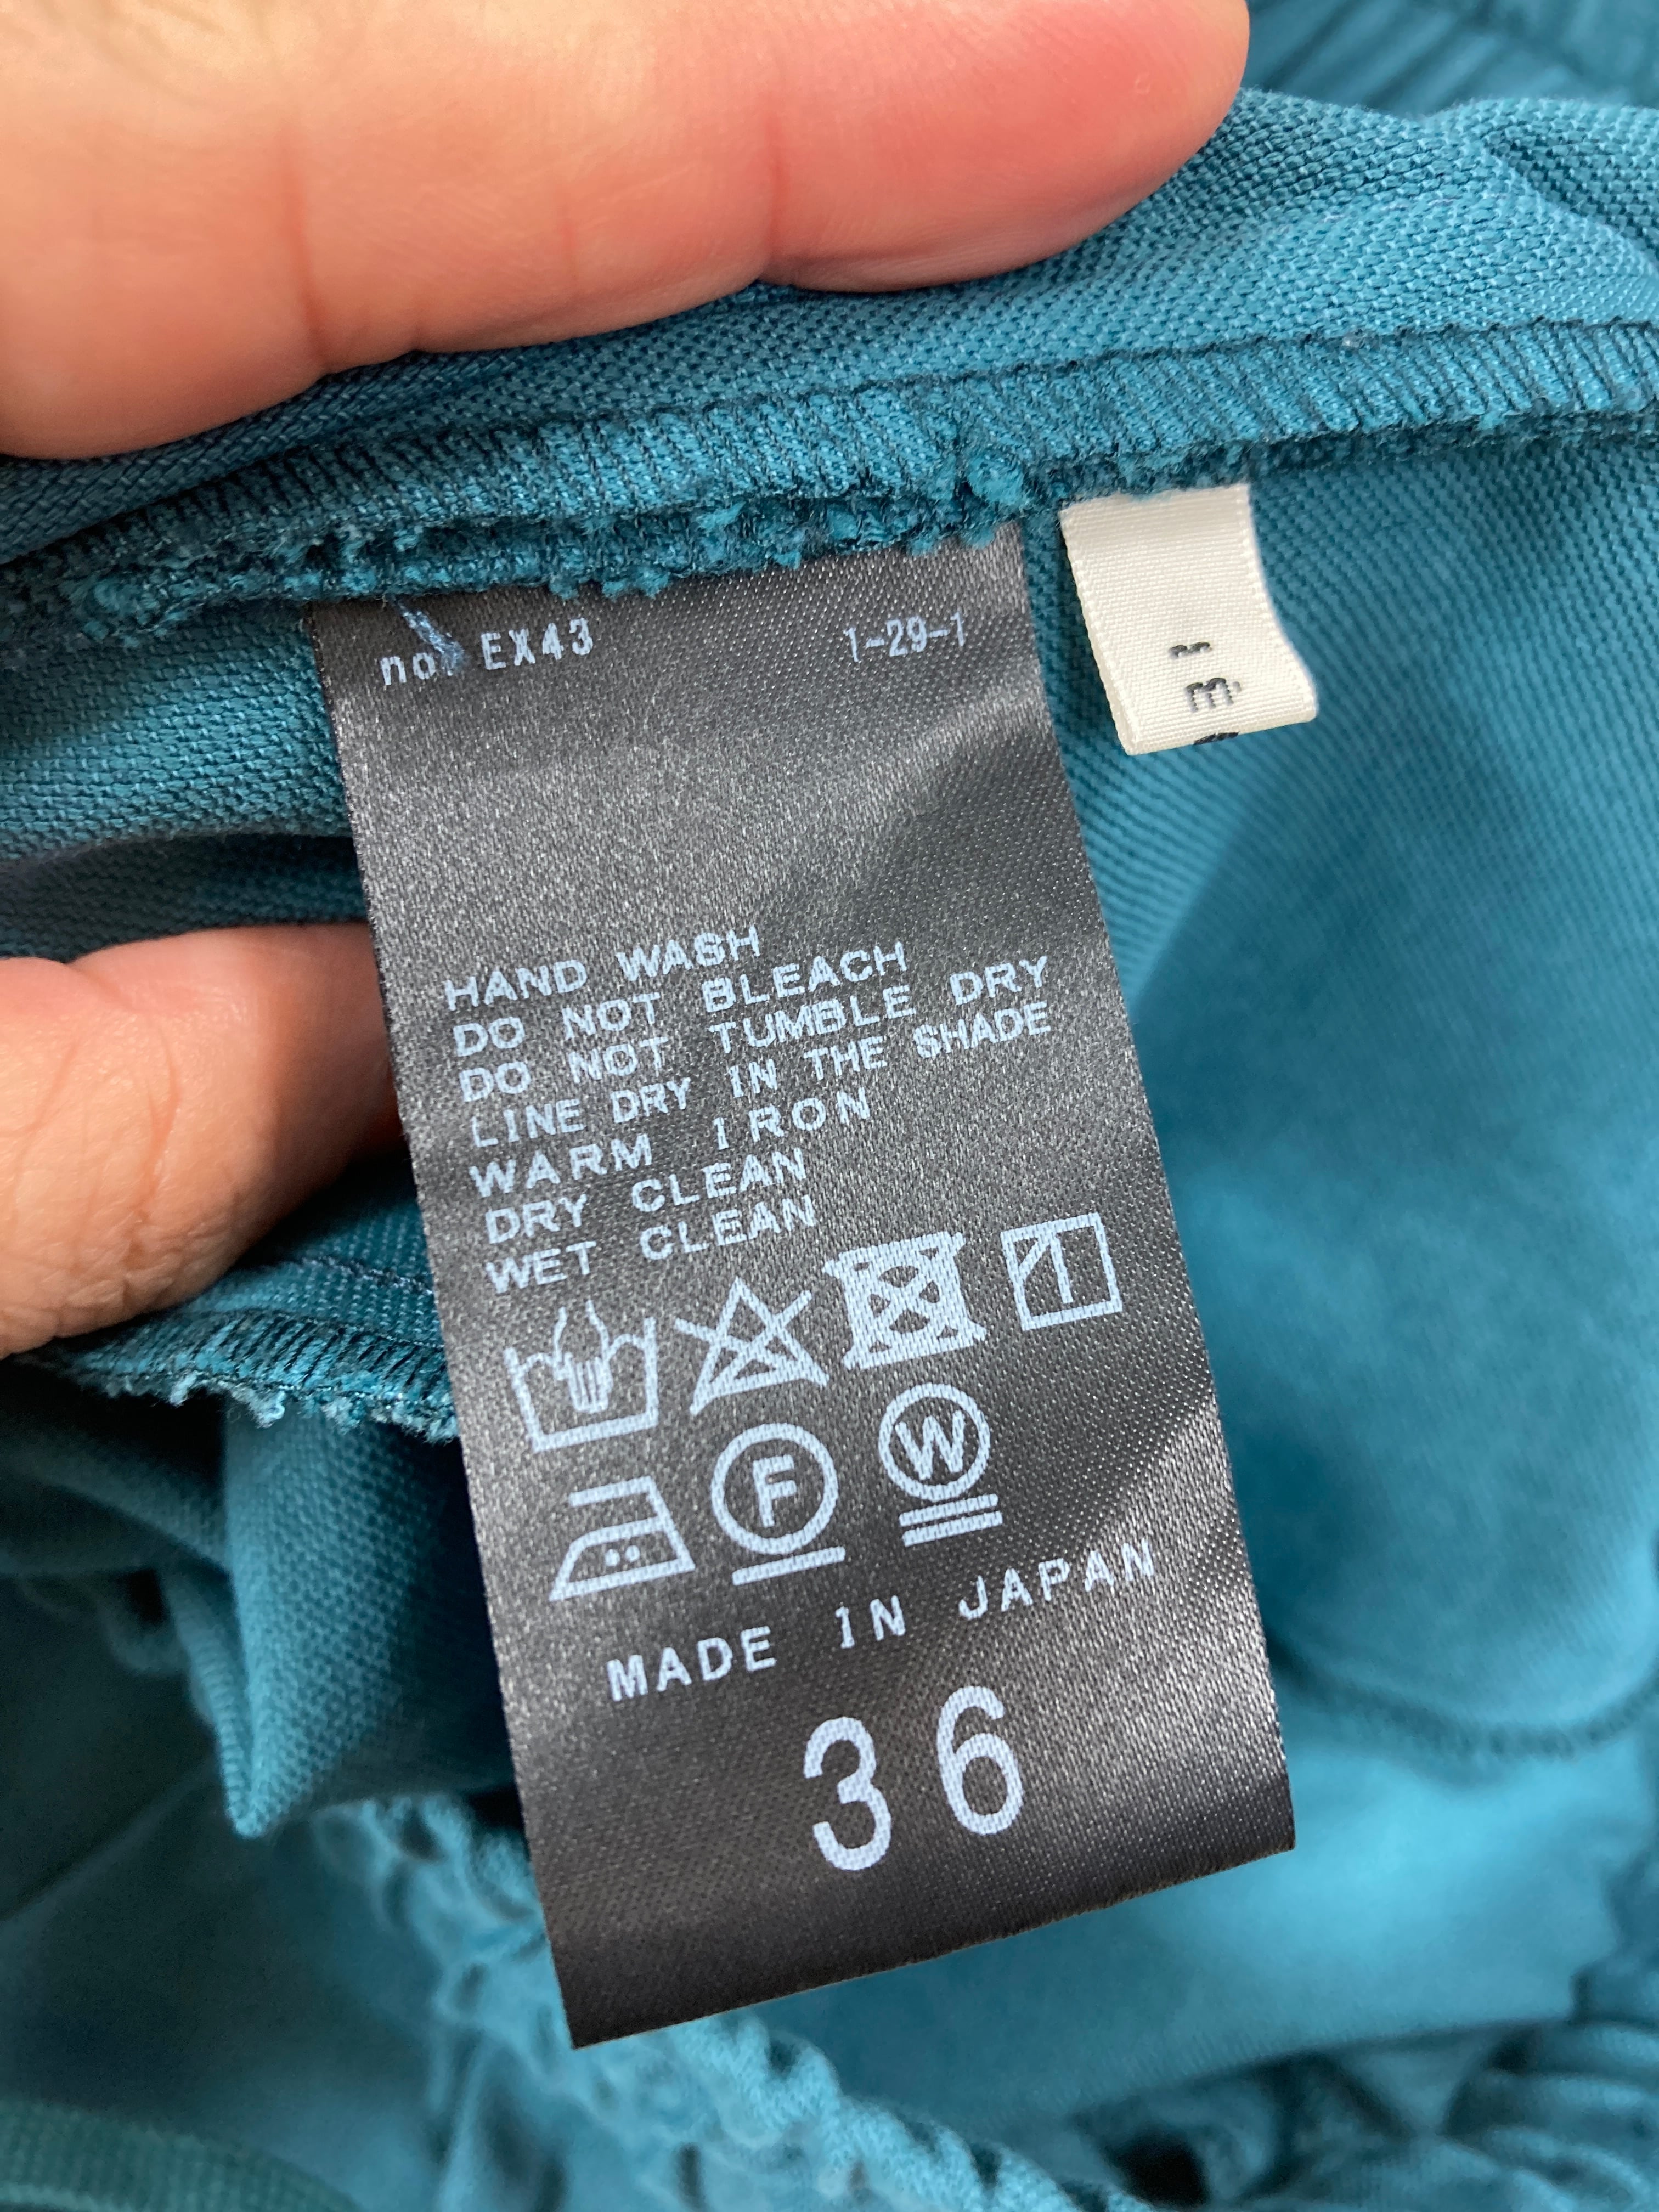 no. EX43 1-29-1
HAND WASH
DO NOT BLEACH
DO NOT TUMBLE DRY
LINE DRY IN THE SHADE
WARM IRON
DRY CLEAN
WET CLEAN
F W
MADE IN JAPAN
36